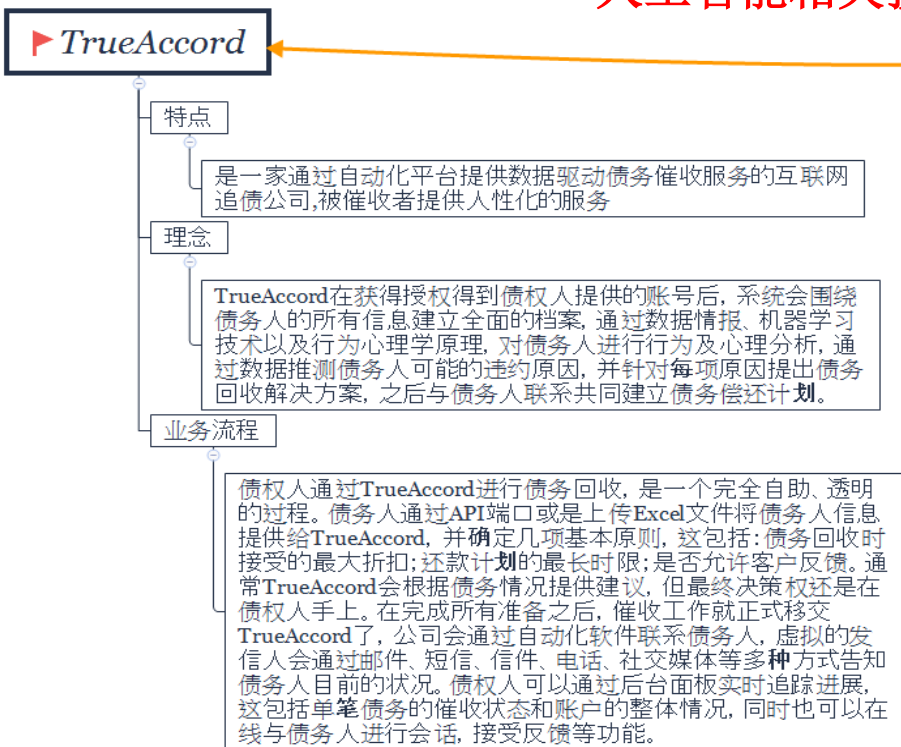 TrueAccord
特点
是一家通过自动化平台提供数据驱动债务催收服务的互联网
追债公司,被催收者提供人性化的服务
理念
TrueAccord在获得授权得到债权人提供的账号后, 系统会围绕
债务人的所有信息建立全面的档案, 通过数据情报、机器学习
技术以及行为心理学原理, 对债务人进行行为及心理分析, 通
过数据推测债务人可能的违约原因, 并针对每项原因提出债务
回收解决方案, 之后与债务人联系共同建立债务偿还计划。
业务流程
债权人通过TrueAccord进行债务回收, 是一个完全自助、透明
的过程。债务人通过API端口或是上传Excel文件将债务人信息
提供给TrueAccord, 并确定几项基本原则, 这包括: 债务回收时
接受的最大折扣; 还款计划的最长时限; 是否允许客户反馈。通
常TrueAccord会根据债务情况提供建议, 但最终决策权还是在
债权人手上。在完成所有准备之后, 催收工作就正式移交
TrueAccord了, 公司会通过自动化软件联系债务人, 虚拟的发
信人会通过邮件、短信、信件、电话、社交媒体等多种方式告知
债务人目前的状况。债权人可以通过后台面板实时追踪进展,
这包括单笔债务的催收状态和账户的整体情况, 同时也可以在
线与债务人进行会话, 接受反馈等功能。